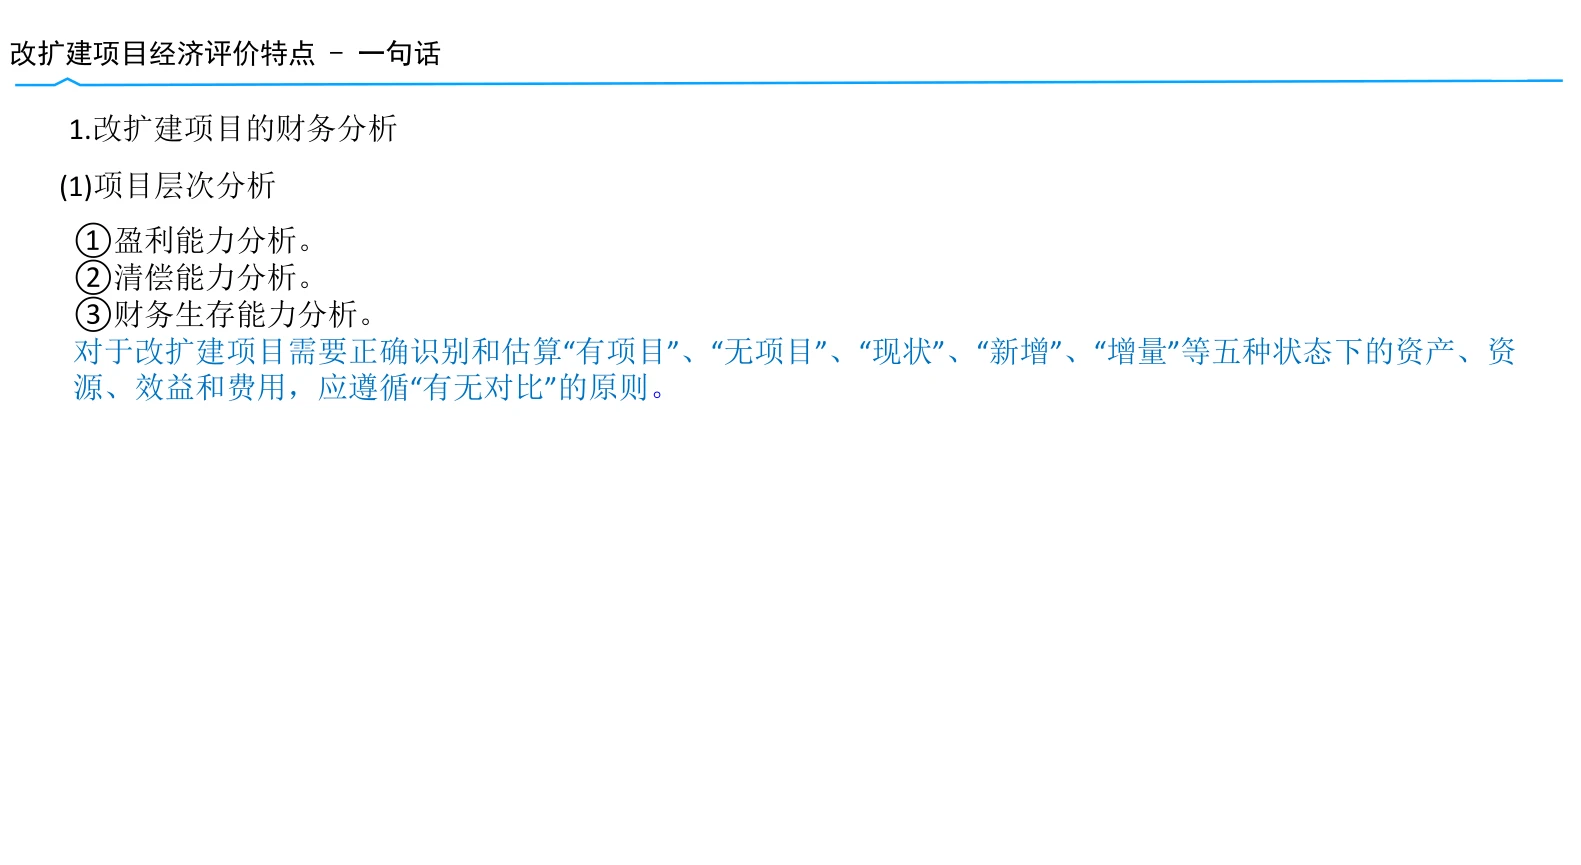 改扩建项目经济评价特点 – 一句话
1.改扩建项目的财务分析
(1)项目层次分析
①盈利能力分析。
②清偿能力分析。
③财务生存能力分析。
对于改扩建项目需要正确识别和估算“有项目”、“无项目”、“现状”、“新增”、“增量”等五种状态下的资产、资
源、效益和费用，应遵循“有无对比”的原则。